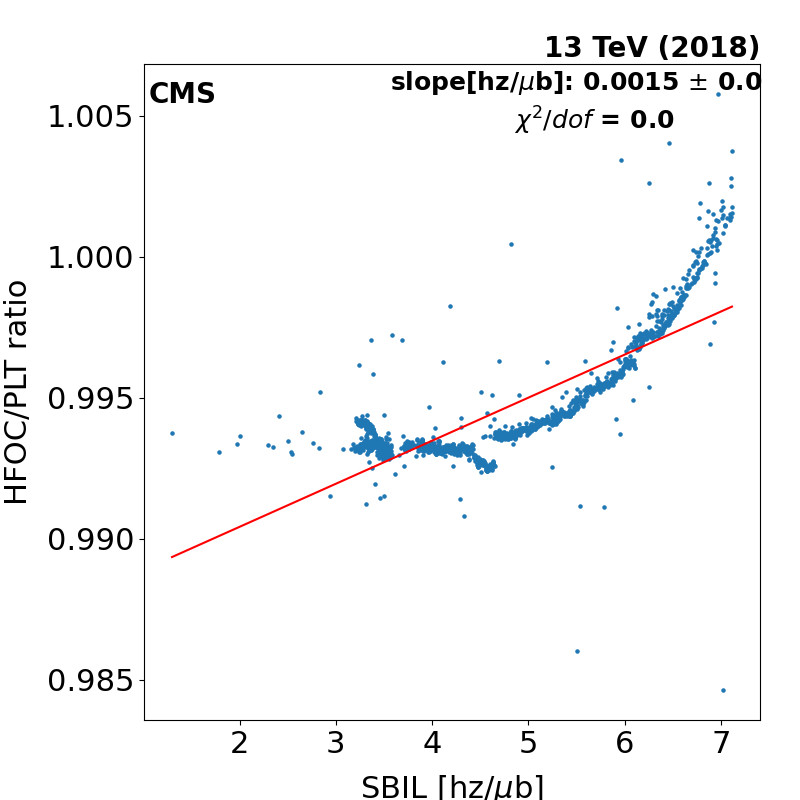 13 TeV (2018)
CMS
slope[hz/μb]: 0.0015 ± 0.0
χ²/dof = 0.0
1.005
1.000
0.995
0.990
0.985
HFOC/PLT ratio
2 3 4 5 6 7
SBIL [hz/μb]